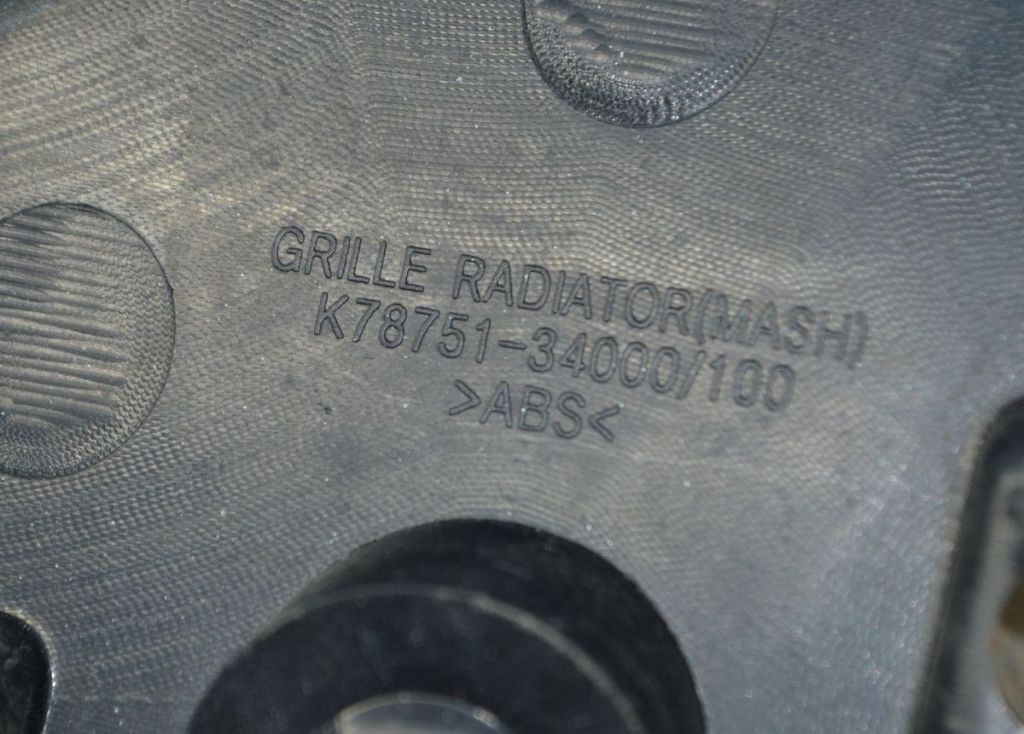 GRILLE RADIATOR(MASH)
K78751-34000/100
>ABS<